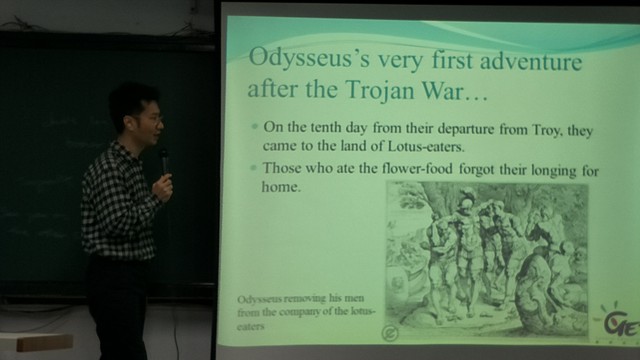 Odysseus's very first adventure
after the Trojan War…
On the tenth day from their departure from Troy, they
came to the land of Lotus-eaters.
Those who ate the flower-food forgot their longing for
home.
Odysseus removing his men
from the company of the lotus-
eaters
GE